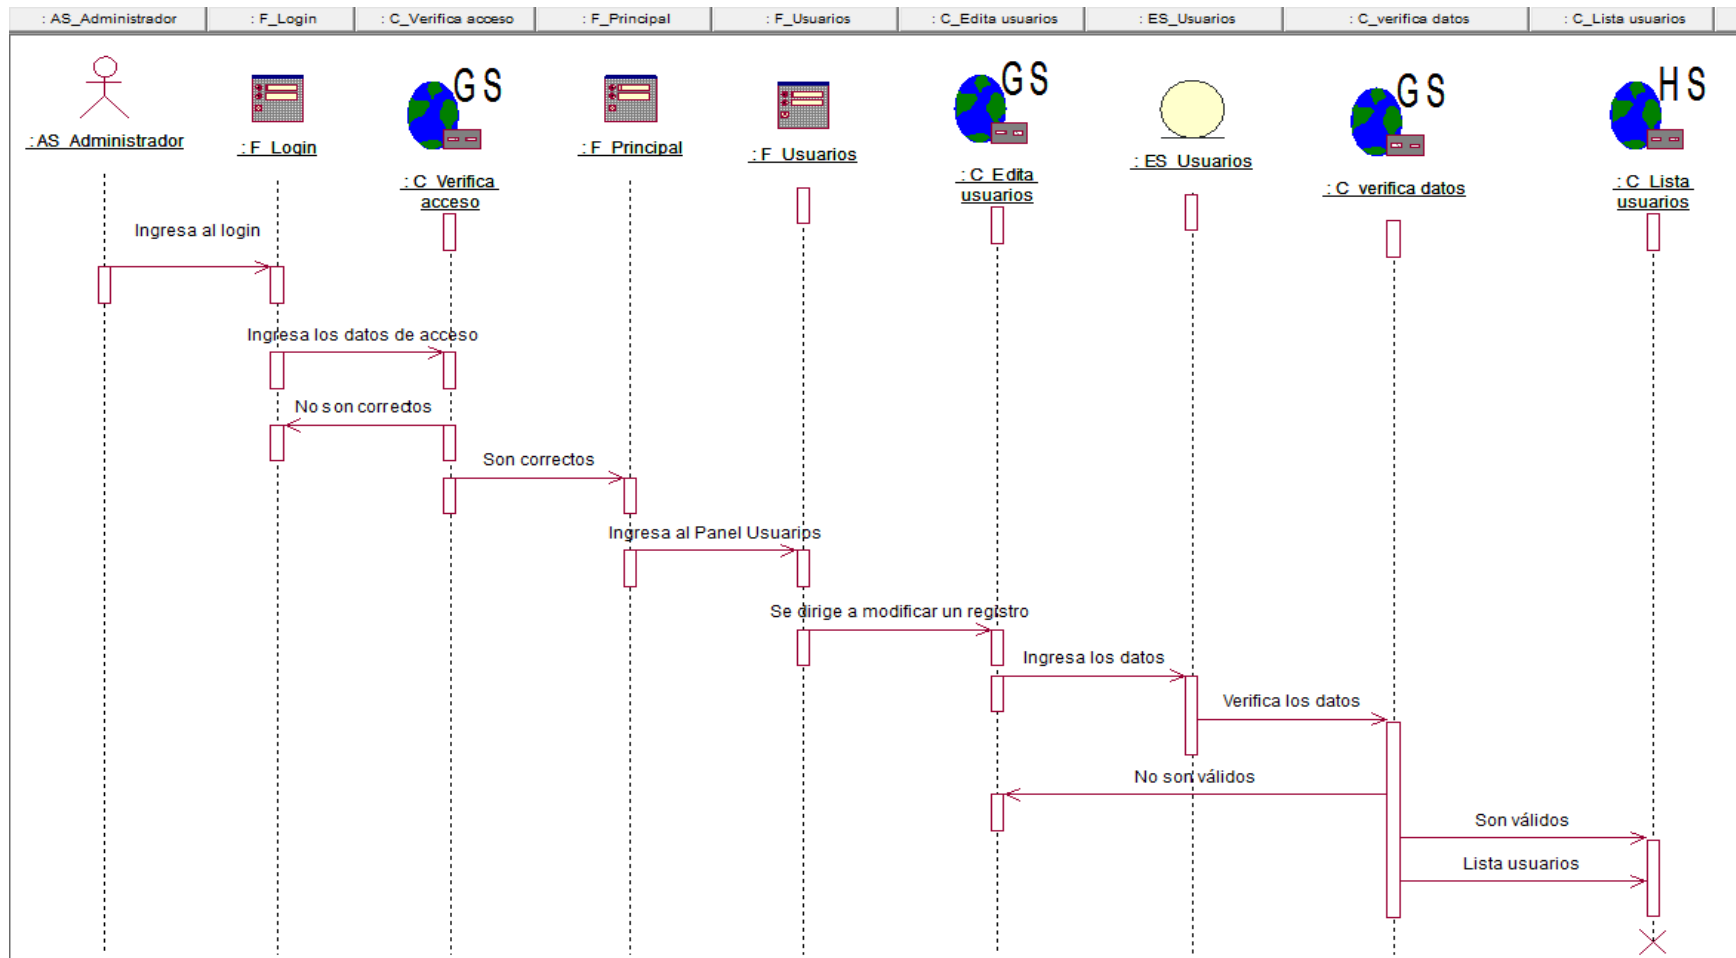 : AS_Administrador
: F_Login
: C_Verifica acceso
: F_Principal
: F_Usuarios
: C_Edita usuarios
: ES_Usuarios
: C_verifica datos
: C_Lista usuarios
GS
GS
GS
HS
: AS_Administrador
: F_Login
: C_Verifica
acceso
: F_Principal
: F_Usuarios
: C_Edita
usuarios
: ES_Usuarios
: C_verifica datos
: C_Lista
usuarios
Ingresa al login
Ingresa los datos de acceso
No son correctos
Son correctos
Ingresa al Panel Usuarios
Se dirige a modificar un registro
Ingresa los datos
Verifica los datos
No son válidos
Son válidos
Lista usuarios